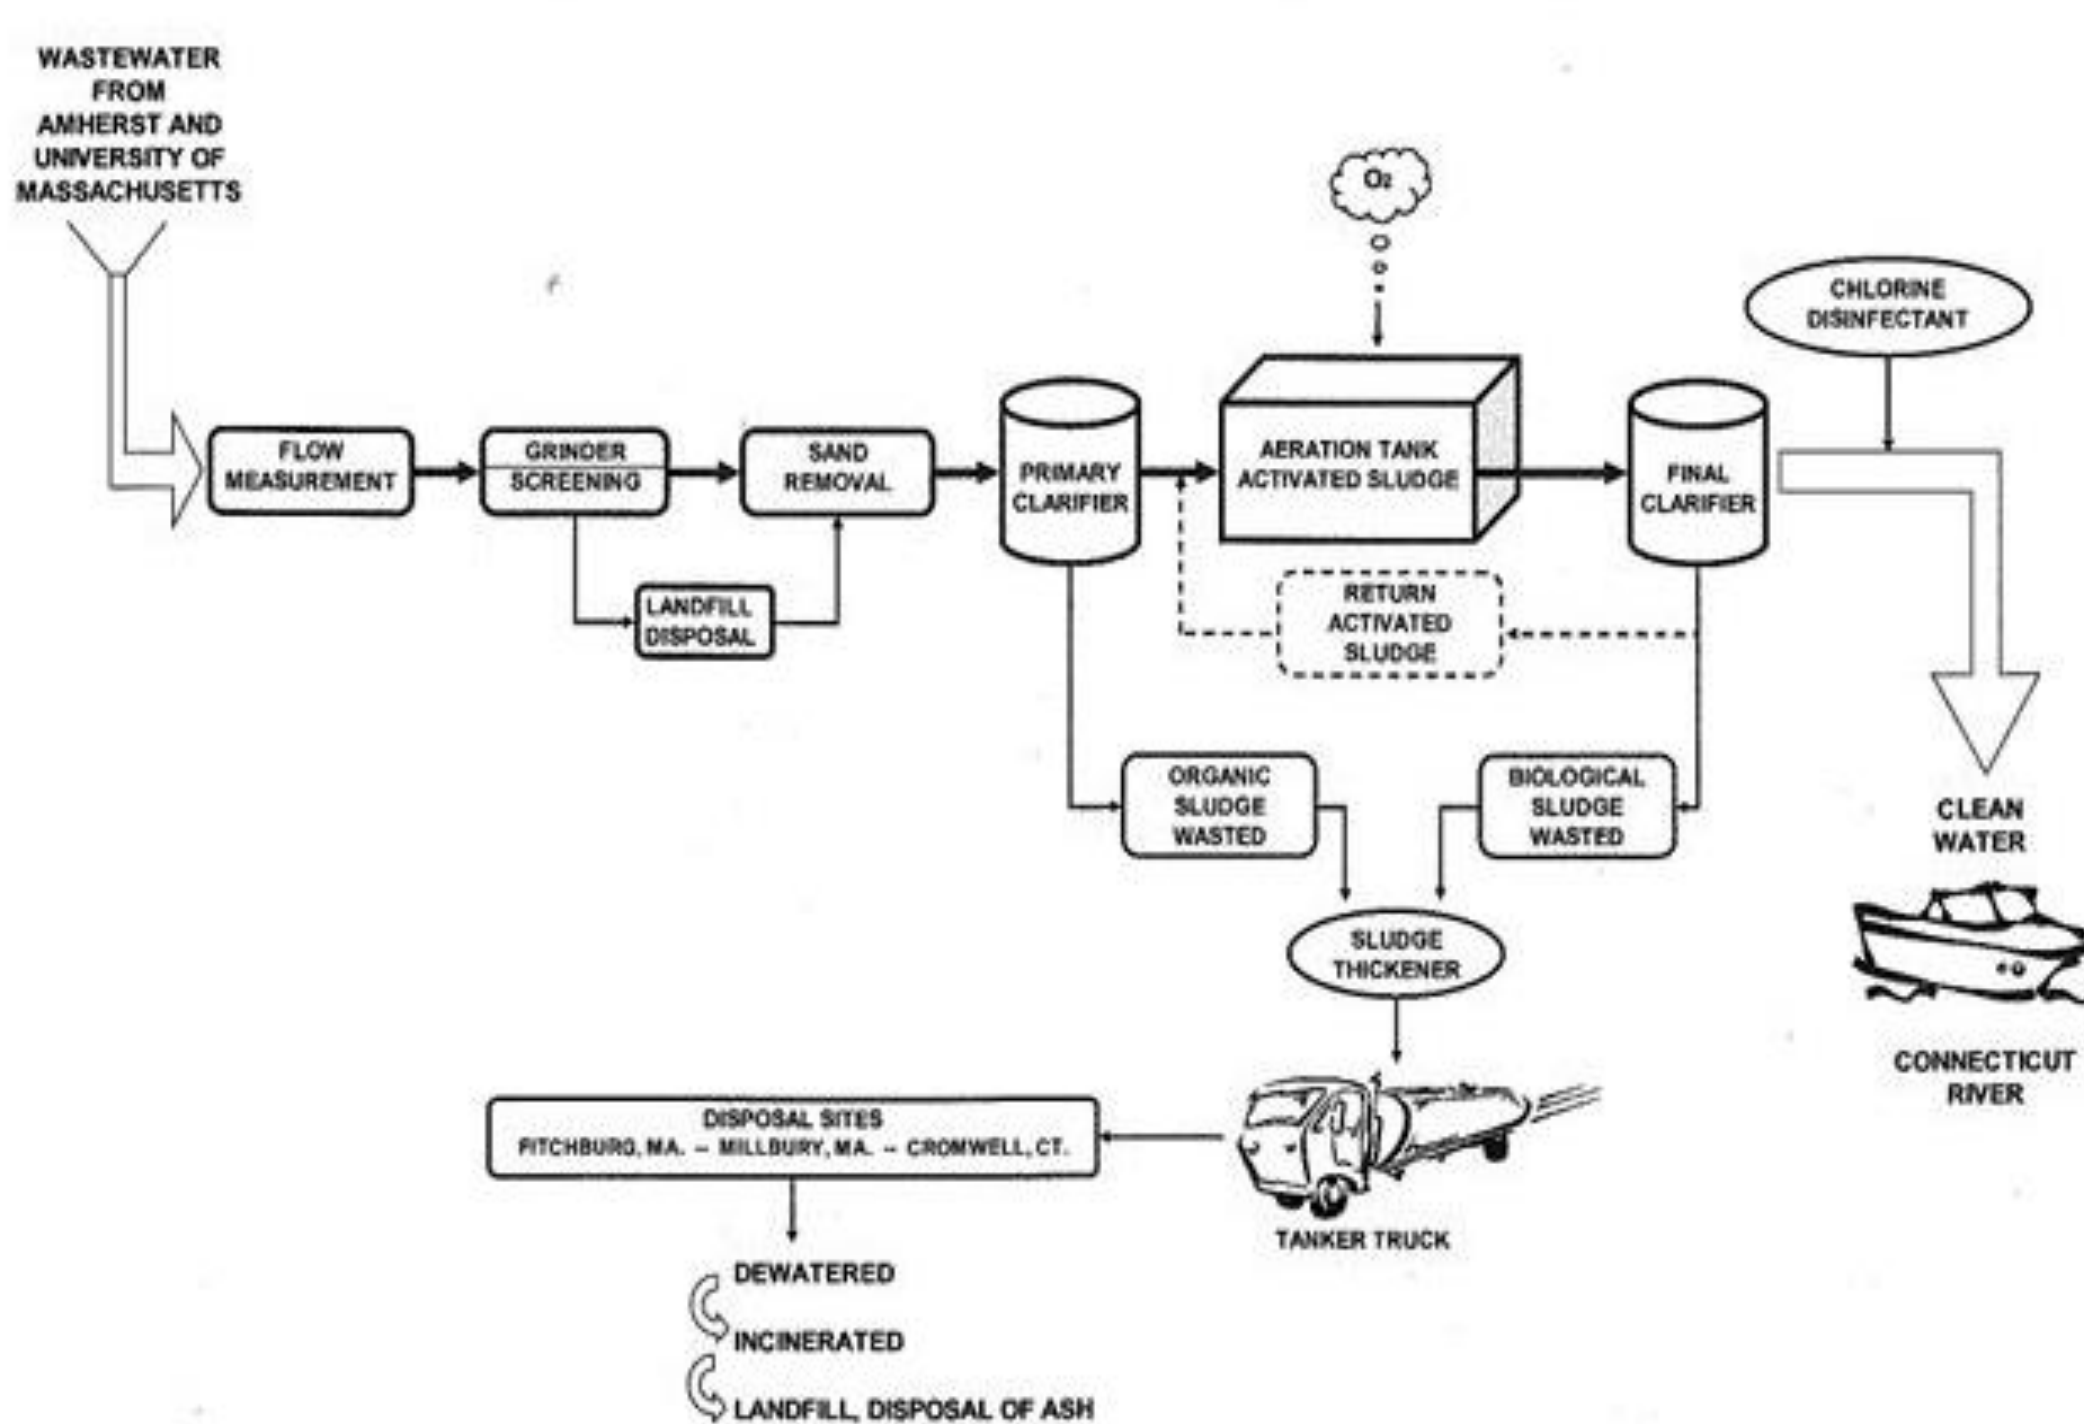 WASTEWATER
FROM
AMHERST AND
UNIVERSITY OF
MASSACHUSETTS
O2
CHLORINE
DISINFECTANT
FLOW
MEASUREMENT
GRINDER
SCREENING
SAND
REMOVAL
PRIMARY
CLARIFIER
AERATION TANK
ACTIVATED SLUDGE
FINAL
CLARIFIER
LANDFILL
DISPOSAL
RETURN
ACTIVATED
SLUDGE
ORGANIC
SLUDGE
WASTED
BIOLOGICAL
SLUDGE
WASTED
CLEAN
WATER
SLUDGE
THICKENER
CONNECTICUT
RIVER
DISPOSAL SITES
FITCHBURG, MA. -- MILLBURY, MA. -- CROMWELL, CT.
TANKER TRUCK
DEWATERED
INCINERATED
LANDFILL, DISPOSAL OF ASH